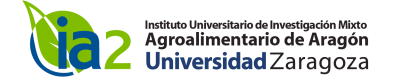 ia2
Instituto Universitario de Investigación Mixto
Agroalimentario de Aragón
Universidad Zaragoza